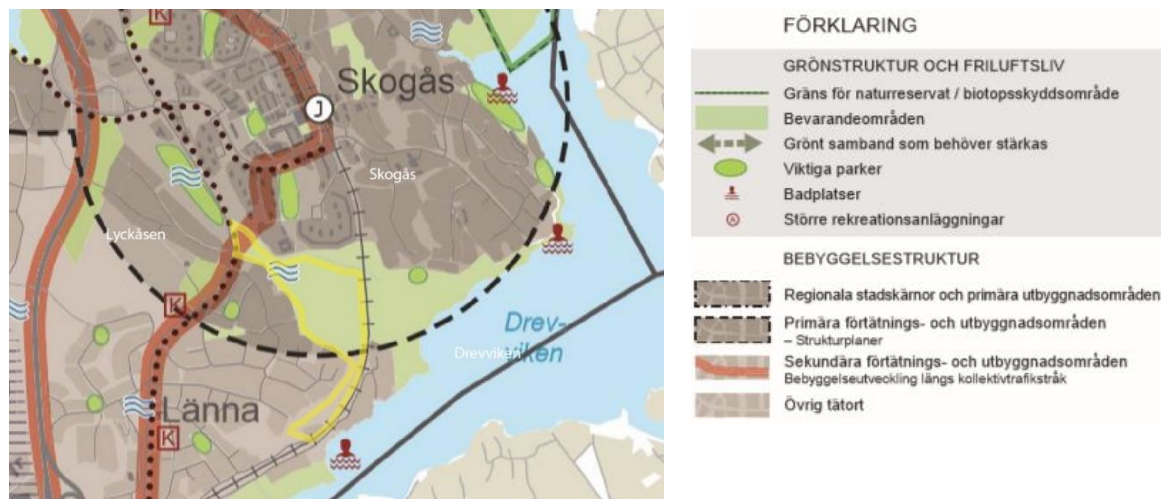 K
Skogås
J
Skogås
Lyckåsen
K
Drev-
viken
Drevviken
Länna
K
FÖRKLARING
GRÖNSTRUKTUR OCH FRILUFTSLIV
Gräns för naturreservat / biotopsskyddsområde
Bevarandeområden
Grönt samband som behöver stärkas
Viktiga parker
Badplatser
A Större rekreationsanläggningar
BEBYGGELSESTRUKTUR
Regionala stadskärnor och primära utbyggnadsområden
Primära förtätnings- och utbyggnadsområden
– Strukturplaner
Sekundära förtätnings- och utbyggnadsområden
Bebyggelseutveckling längs kollektivtrafikstråk
Övrig tätort